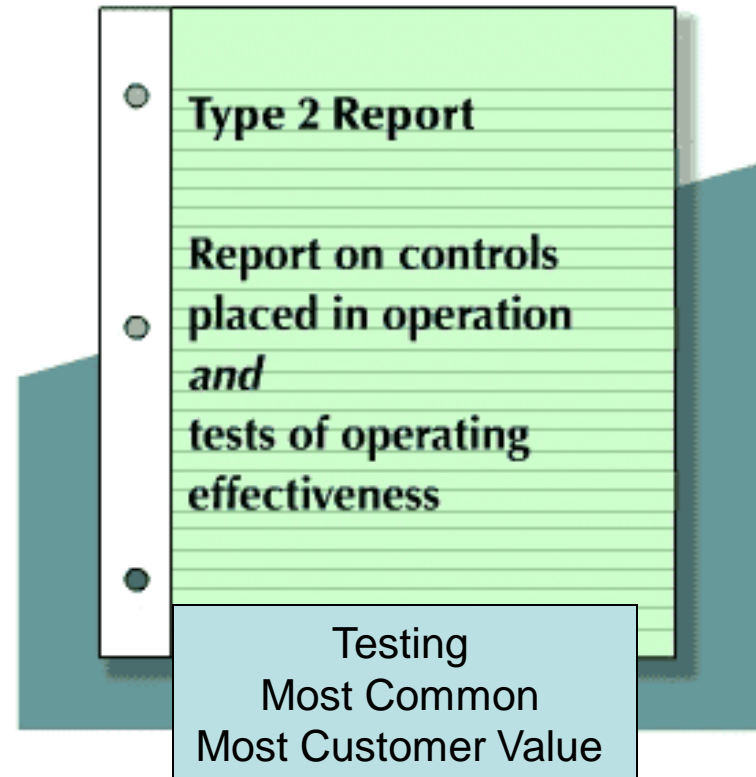 Type 2 Report
Report on controls
placed in operation
and
tests of operating
effectiveness
Testing
Most Common
Most Customer Value